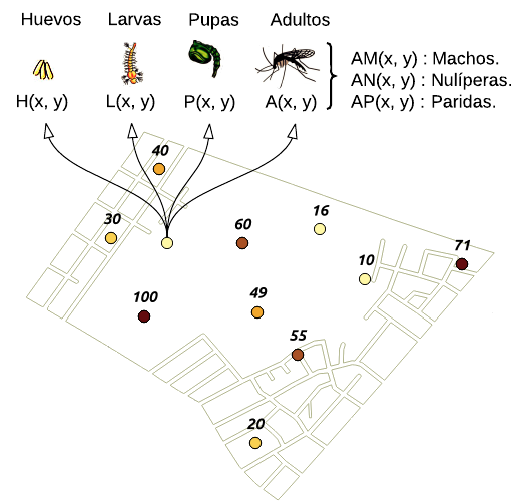 Huevos Larvas Pupas Adultos
H(x, y) L(x, y) P(x, y) A(x, y)
AM(x, y) : Machos.
AN(x, y) : Nulíperas.
AP(x, y) : Paridas.
40
30
60
16
10
71
100
49
55
20